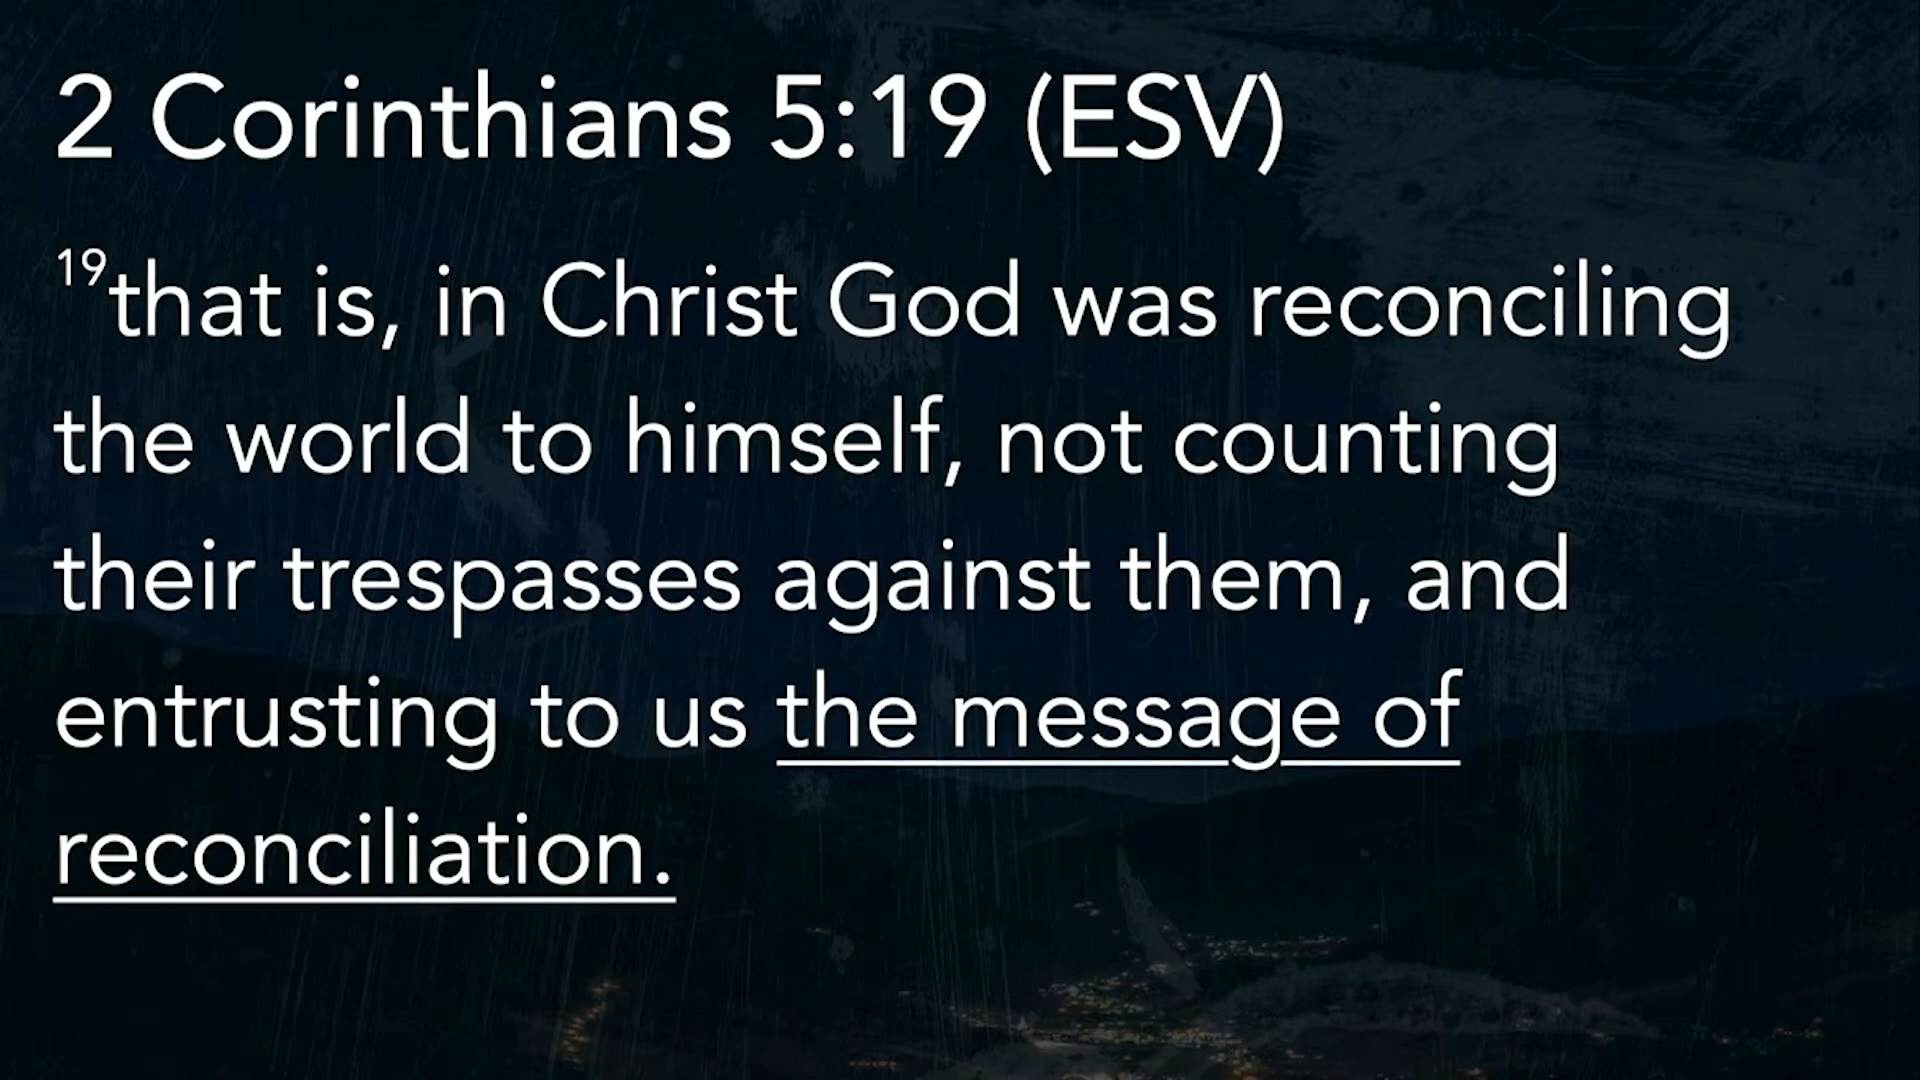 2 Corinthians 5:19 (ESV)
19that is, in Christ God was reconciling
the world to himself, not counting
their trespasses against them, and
entrusting to us the message of
reconciliation.